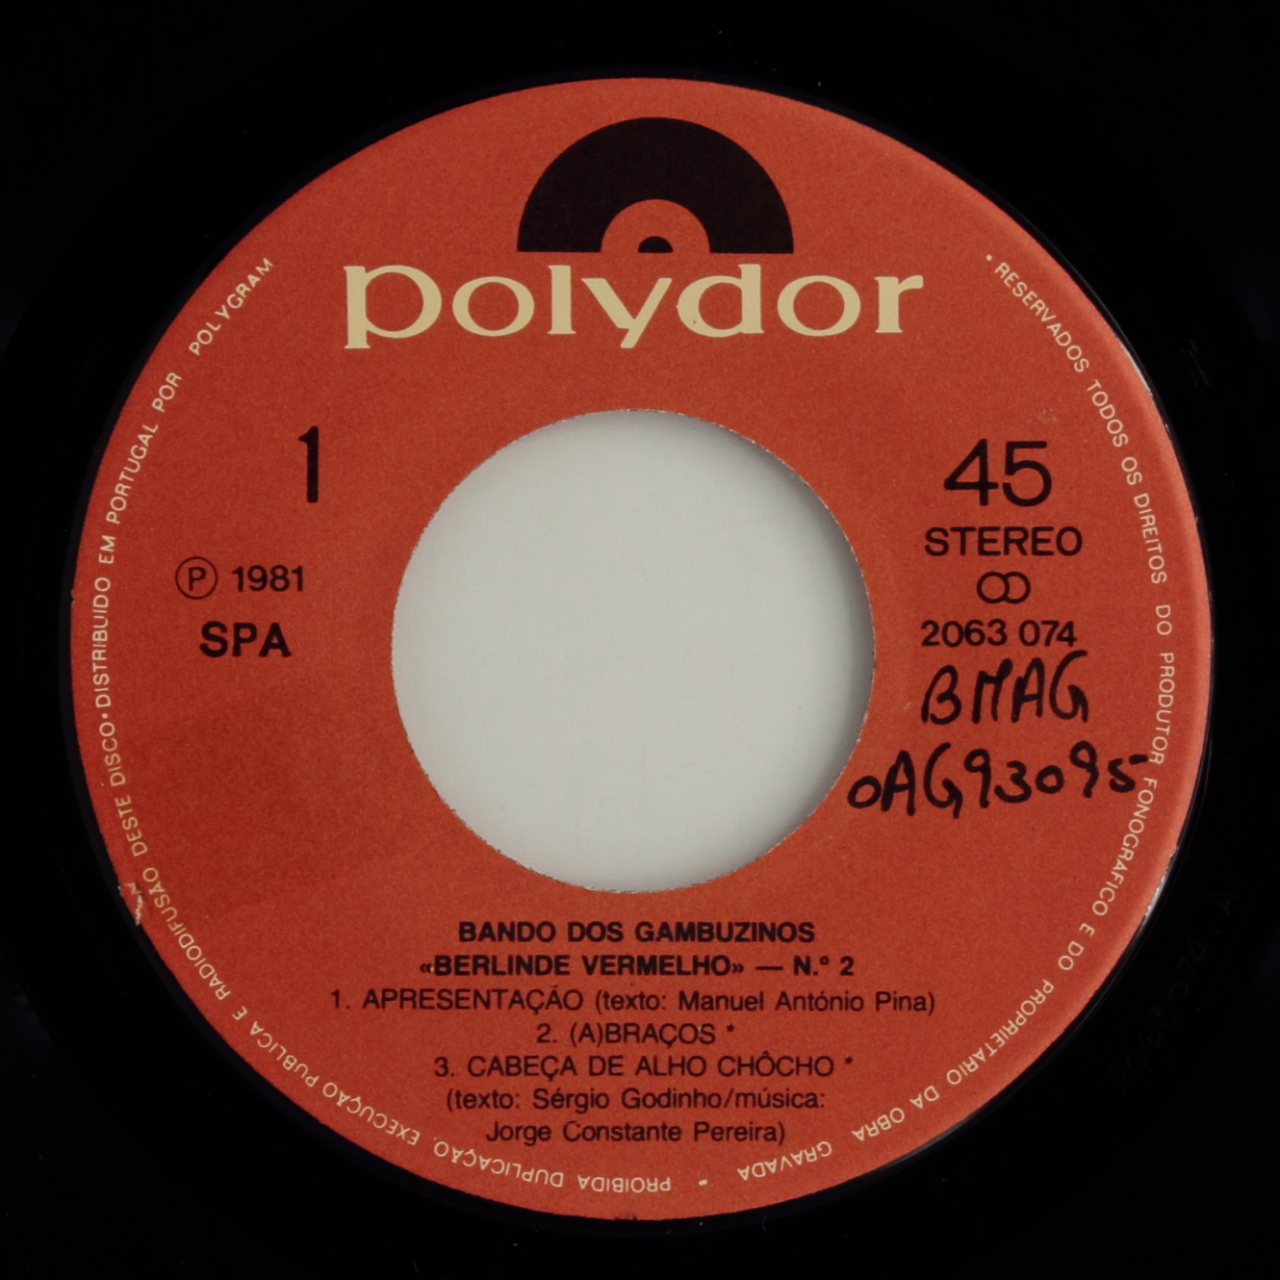 polydor
1
45
STEREO
Ⓟ 1981
SPA
2063 074
BMAG
OAG93095
BANDO DOS GAMBUZINOS
«BERLINDE VERMELHO» — N.º 2
1. APRESENTAÇÃO (texto: Manuel António Pina)
2. (A)BRAÇOS *
3. CABEÇA DE ALHO CHÔCHO *
(texto: Sérgio Godinho/música:
Jorge Constante Pereira)
• RESERVADOS TODOS OS DIREITOS DO PRODUTOR FONOGRAFICO E DO PROPRIETARIO DA OBRA GRAVADA • PROIBIDA DUPLICAÇÃO, EXECUÇÃO PUBLICA E RADIODIFUSÃO DESTE DISCO • DISTRIBUIDO EM PORTUGAL POR POLYGRAM